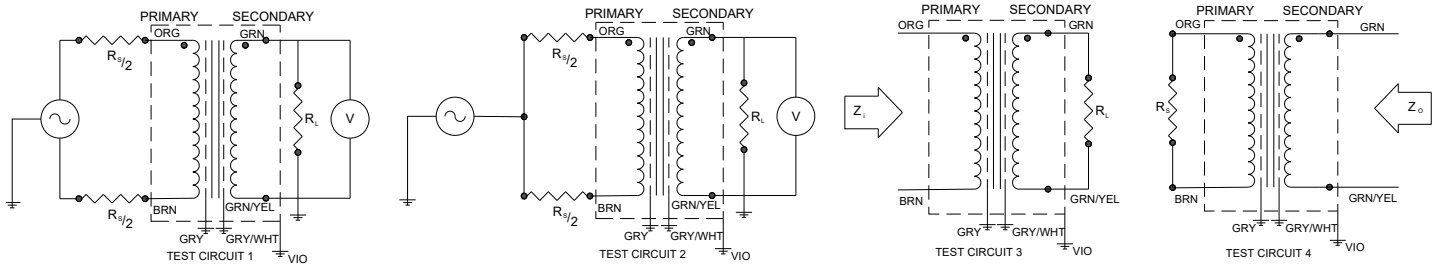 PRIMARY SECONDARY
ORG GRN
Rs/2
RL
V
Rs/2
BRN GRN/YEL
GRY GRY/WHT
VIO
TEST CIRCUIT 1
PRIMARY SECONDARY
ORG GRN
Rs/2
RL
V
Rs/2
BRN GRN/YEL
GRY GRY/WHT
VIO
TEST CIRCUIT 2
PRIMARY SECONDARY
ORG GRN
ZI
RL
BRN GRN/YEL
GRY GRY/WHT
VIO
TEST CIRCUIT 3
PRIMARY SECONDARY
ORG GRN
RS
ZO
BRN GRN/YEL
GRY GRY/WHT
VIO
TEST CIRCUIT 4